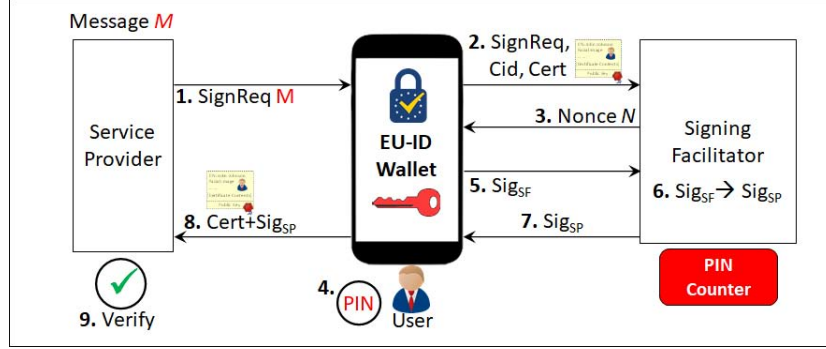 Message M
Service
Provider
1. SignReq M
EU-ID
Wallet
2. SignReq,
Cid, Cert
3. Nonce N
Signing
Facilitator
5. SigSF
6. SigSF→ SigSP
7. SigSP
8. Cert+SigSP
4.
PIN
User
9. Verify
PIN
Counter